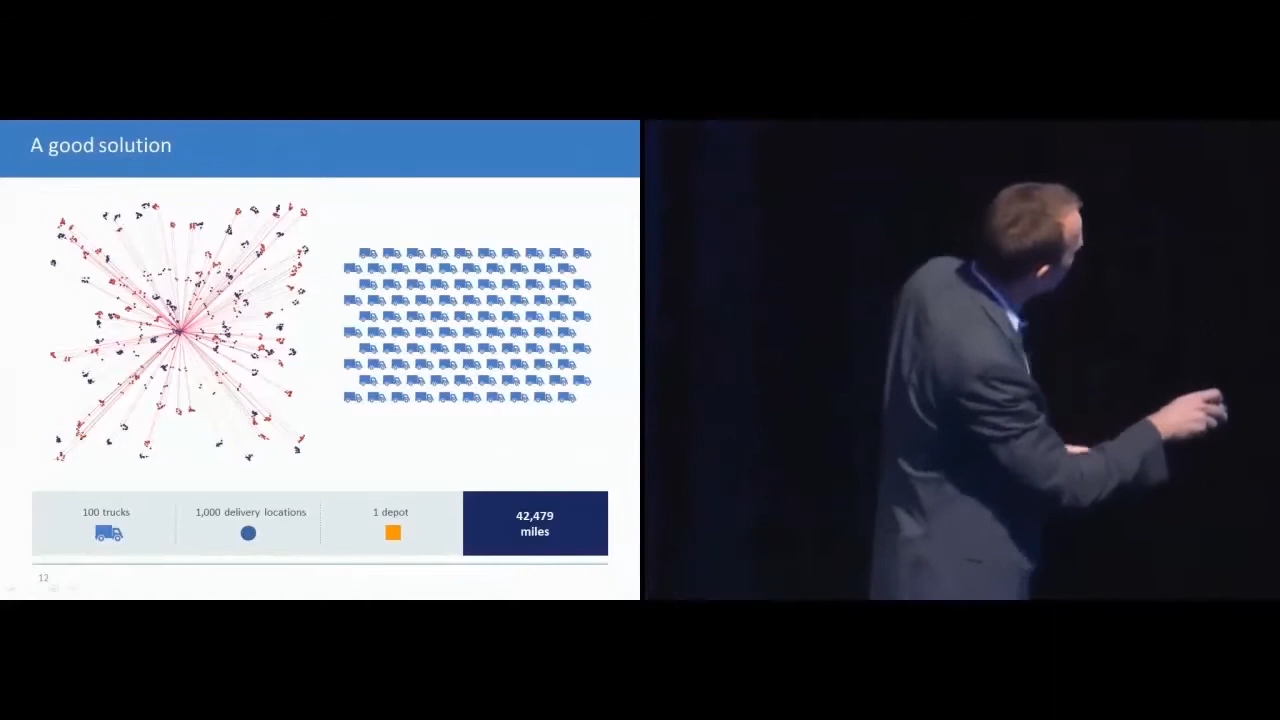 A good solution
100 trucks
1,000 delivery locations
1 depot
42,479
miles
12